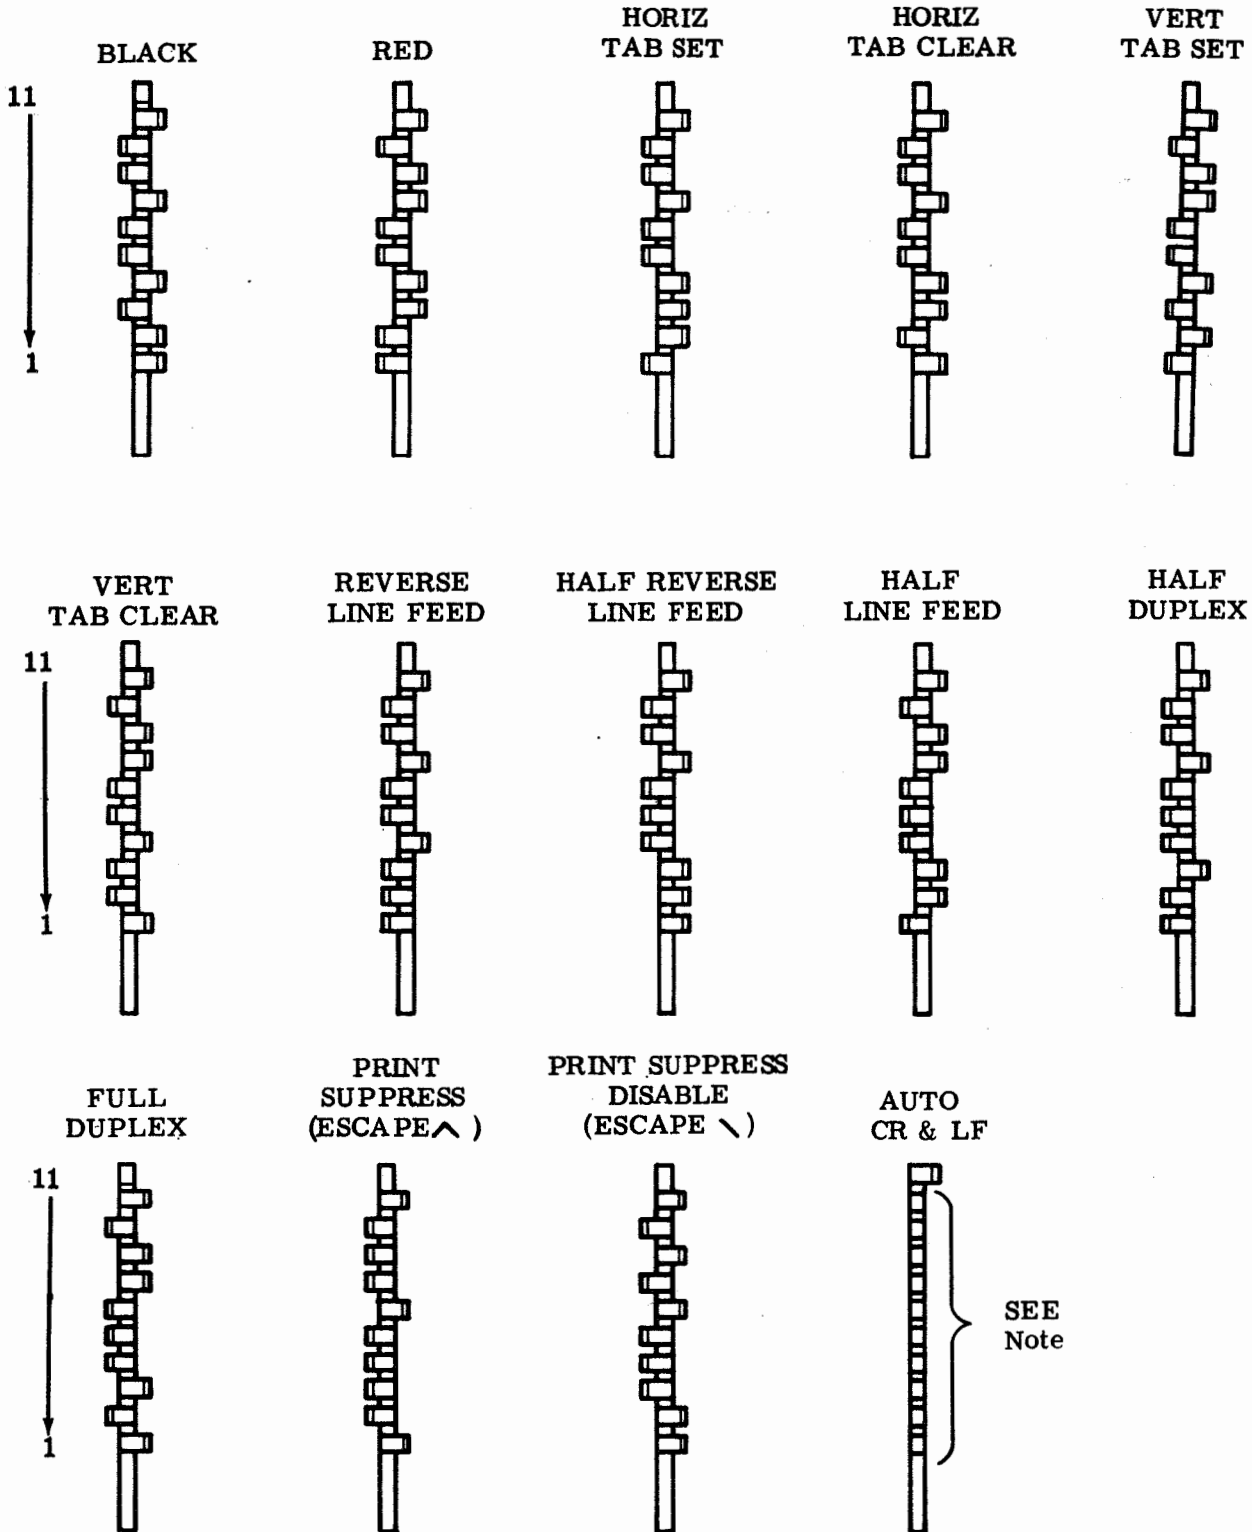 BLACK
RED
HORIZ
TAB SET
HORIZ
TAB CLEAR
VERT
TAB SET
11
1
VERT
TAB CLEAR
REVERSE
LINE FEED
HALF REVERSE
LINE FEED
HALF
LINE FEED
HALF
DUPLEX
11
1
FULL
DUPLEX
PRINT
SUPPRESS
(ESCAPE ∧ )
PRINT SUPPRESS
DISABLE
(ESCAPE \ )
AUTO
CR & LF
11
1
SEE
Note